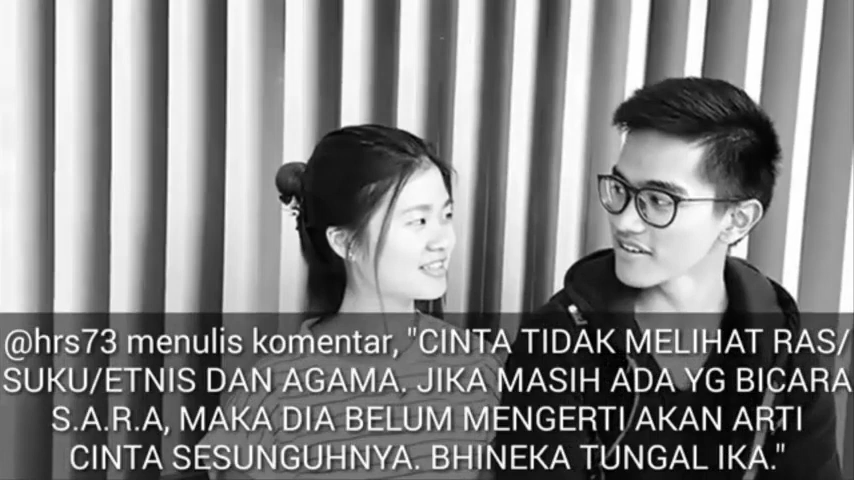 @hrs73 menulis komentar, "CINTA TIDAK MELIHAT RAS/
SUKU/ETNIS DAN AGAMA. JIKA MASIH ADA YG BICARA
S.A.R.A, MAKA DIA BELUM MENGERTI AKAN ARTI
CINTA SESUNGUHNYA. BHINEKA TUNGAL IKA."